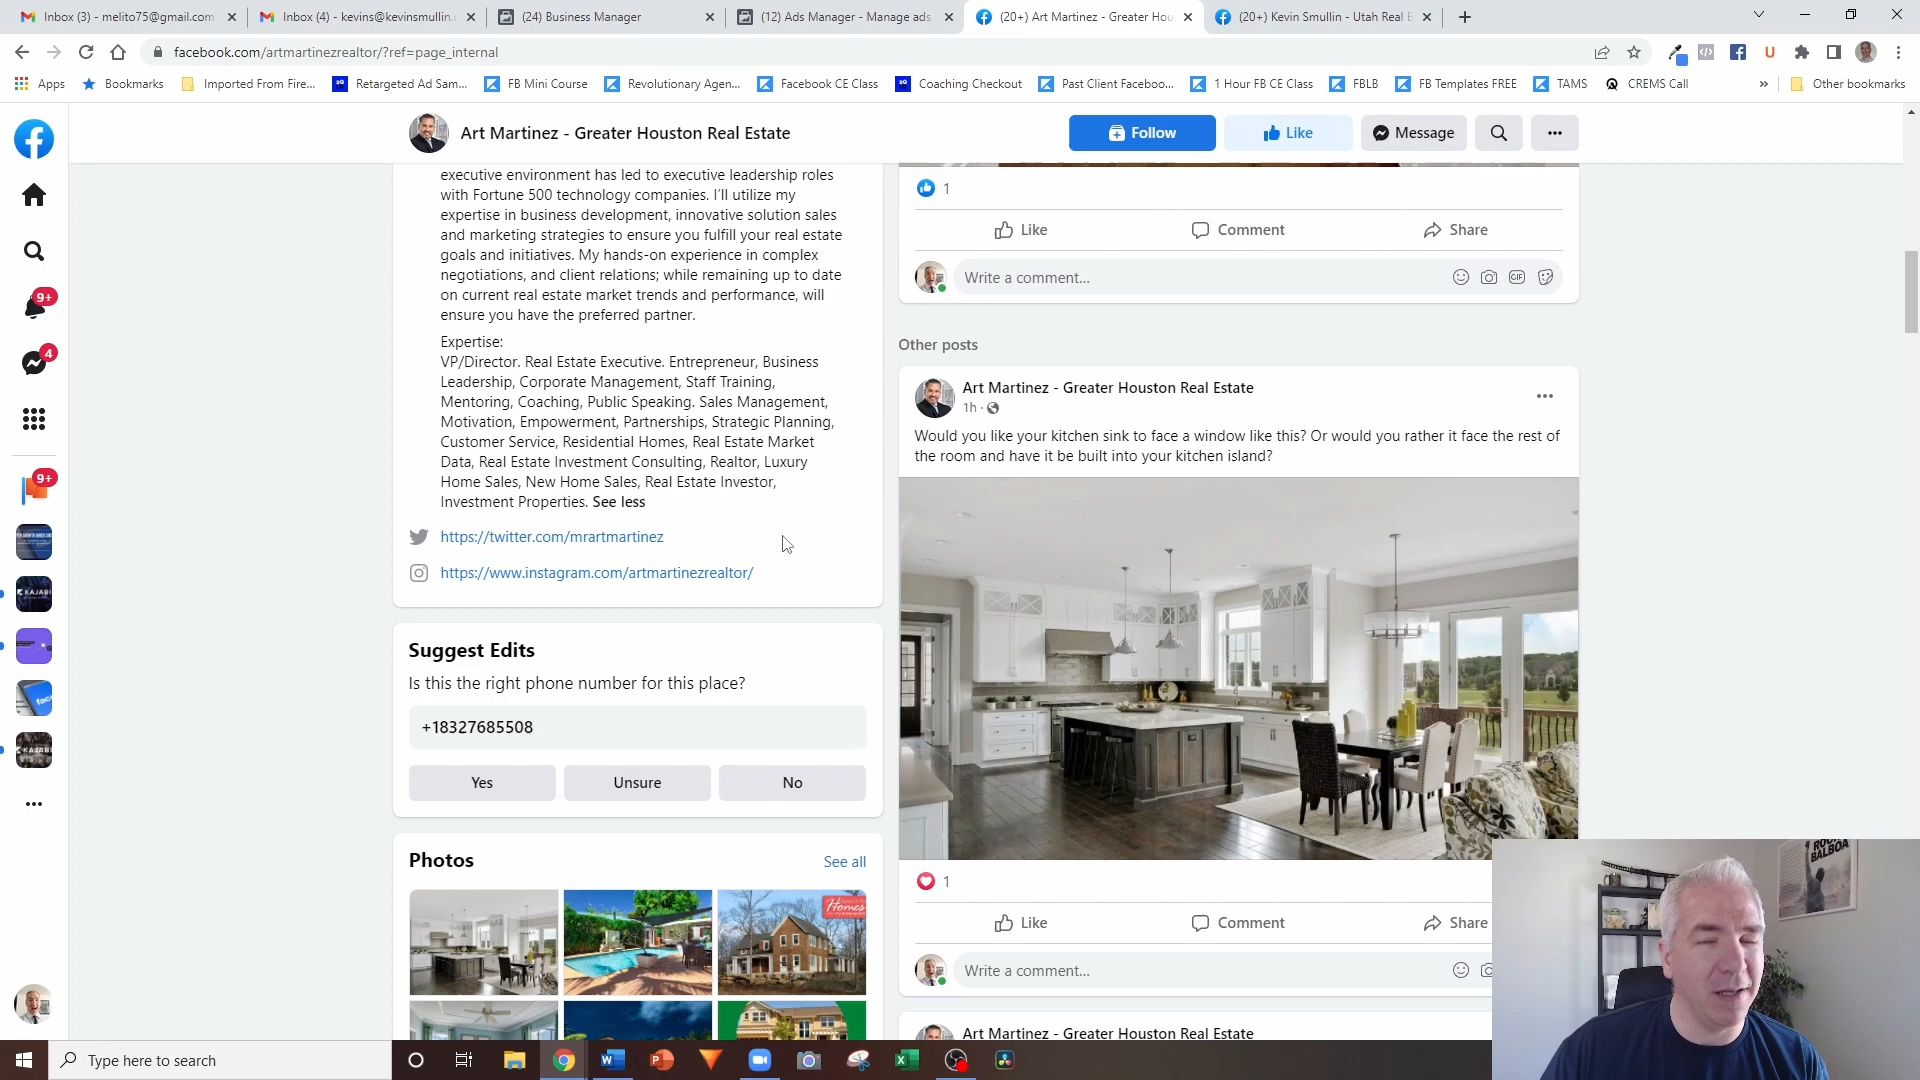 Inbox (3) - melito75@gmail.com
Inbox (4) - kevins@kevinsmullin.c
(24) Business Manager
(12) Ads Manager - Manage ads
(20+) Art Martinez - Greater Hou
(20+) Kevin Smullin - Utah Real E
facebook.com/artmartinezrealtor/?ref=page_internal
Apps
Bookmarks
Imported From Fire...
Retargeted Ad Sam...
FB Mini Course
Revolutionary Agen...
Facebook CE Class
Coaching Checkout
Past Client Faceboo...
1 Hour FB CE Class
FBLB
FB Templates FREE
TAMS
CREMS Call
Other bookmarks
Art Martinez - Greater Houston Real Estate
Follow
Like
Message
9+
4
9+
executive environment has led to executive leadership roles
with Fortune 500 technology companies. I'll utilize my
expertise in business development, innovative solution sales
and marketing strategies to ensure you fulfill your real estate
goals and initiatives. My hands-on experience in complex
negotiations, and client relations; while remaining up to date
on current real estate market trends and performance, will
ensure you have the preferred partner.
Expertise:
VP/Director. Real Estate Executive. Entrepreneur, Business
Leadership, Corporate Management, Staff Training,
Mentoring, Coaching, Public Speaking. Sales Management,
Motivation, Empowerment, Partnerships, Strategic Planning,
Customer Service, Residential Homes, Real Estate Market
Data, Real Estate Investment Consulting, Realtor, Luxury
Home Sales, New Home Sales, Real Estate Investor,
Investment Properties. See less
https://twitter.com/mrartmartinez
https://www.instagram.com/artmartinezrealtor/
Suggest Edits
Is this the right phone number for this place?
+18327685508
Yes
Unsure
No
Photos
See all
Homes
1
Like
Comment
Share
Write a comment...
GIF
Other posts
Art Martinez - Greater Houston Real Estate
1h
Would you like your kitchen sink to face a window like this? Or would you rather it face the rest of
the room and have it be built into your kitchen island?
1
Like
Comment
Share
Write a comment...
Art Martinez - Greater Houston Real Estate
BALBOA
Type here to search